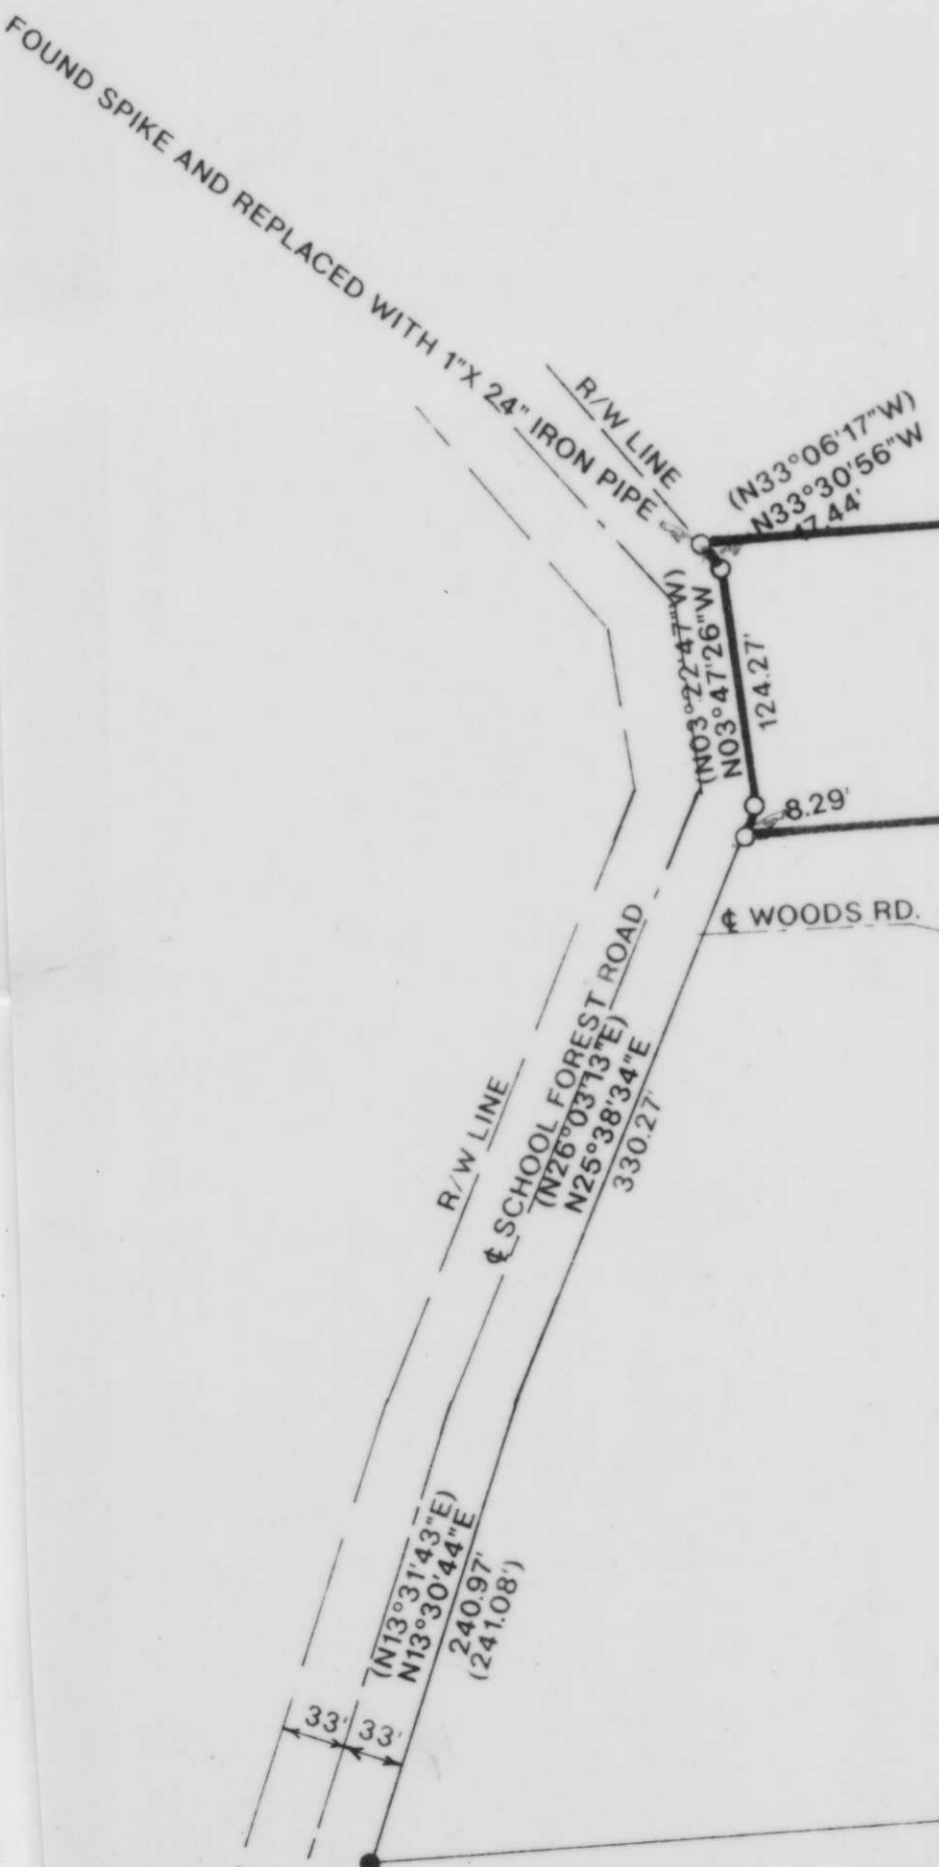 FOUND SPIKE AND REPLACED WITH 1"X 24" IRON PIPE
R/W LINE
(N33°06'17"W)
N33°30'56"W
17.44'
(N03°22'47"W)
N03°47'26"W
124.27'
8.29'
℄ WOODS RD.
℄ SCHOOL FOREST ROAD
(N26°03'13"E)
N25°38'34"E
330.27'
R/W LINE
(N13°31'43"E)
N13°30'44"E
240.97'
(241.08')
33' 33'